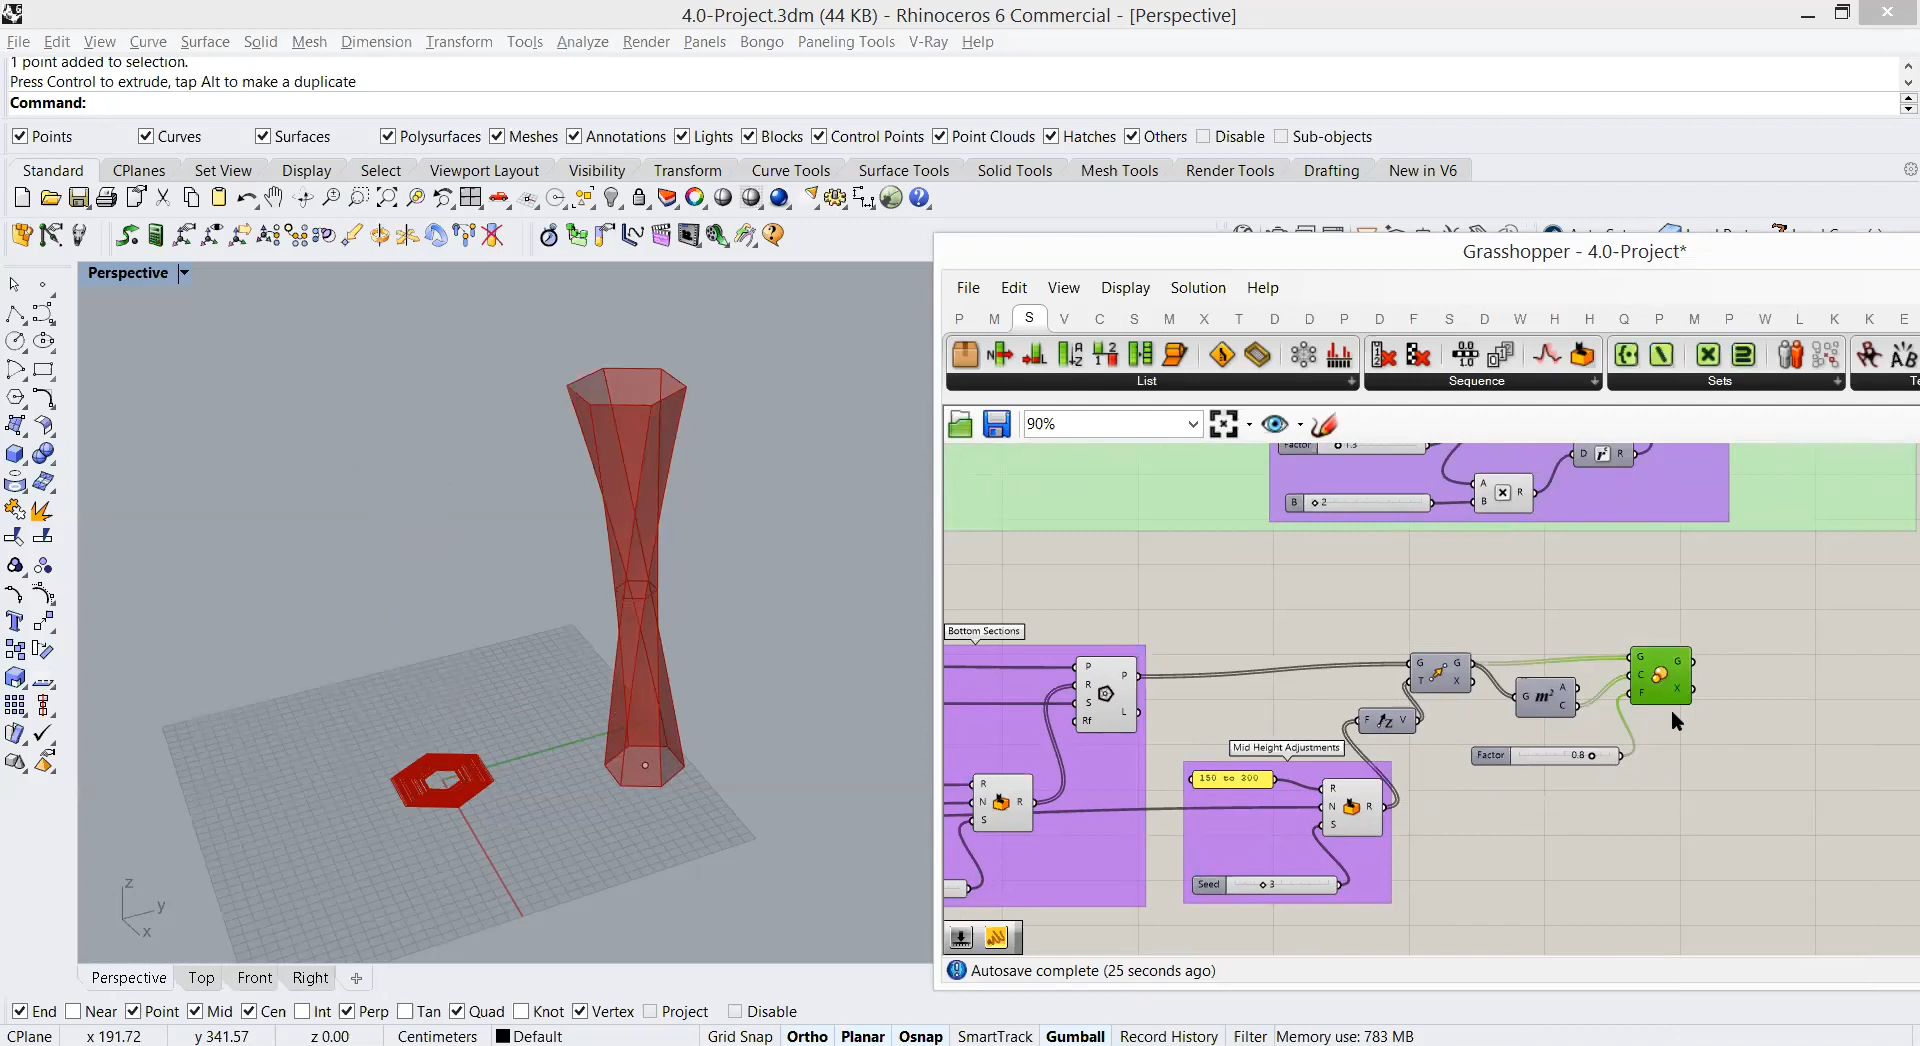 4.0-Project.3dm (44 KB) - Rhinoceros 6 Commercial - [Perspective]
File Edit View Curve Surface Solid Mesh Dimension Transform Tools Analyze Render Panels Bongo Paneling Tools V-Ray Help
1 point added to selection.
Press Control to extrude, tap Alt to make a duplicate
Command:
Points Curves Surfaces Polysurfaces Meshes Annotations Lights Blocks Control Points Point Clouds Hatches Others Disable Sub-objects
Standard CPlanes Set View Display Select Viewport Layout Visibility Transform Curve Tools Surface Tools Solid Tools Mesh Tools Render Tools Drafting New in V6
Perspective
Grasshopper - 4.0-Project*
File Edit View Display Solution Help
P M S V C S M X T D D P D F S D W H H Q P M P W L K K E
List Sequence Sets
90%
Factor 1.3
D R
A B R
B 2
Bottom Sections
P R S Rf P L
G T G X
G A C
G C F G X
F V
Mid Height Adjustments
Factor 0.8
150 to 300
R N S R
R N S R
Seed 3
Autosave complete (25 seconds ago)
z y x
Perspective Top Front Right
End Near Point Mid Cen Int Perp Tan Quad Knot Vertex Project Disable
CPlane x 191.72 y 341.57 z 0.00 Centimeters Default Grid Snap Ortho Planar Osnap SmartTrack Gumball Record History Filter Memory use: 783 MB